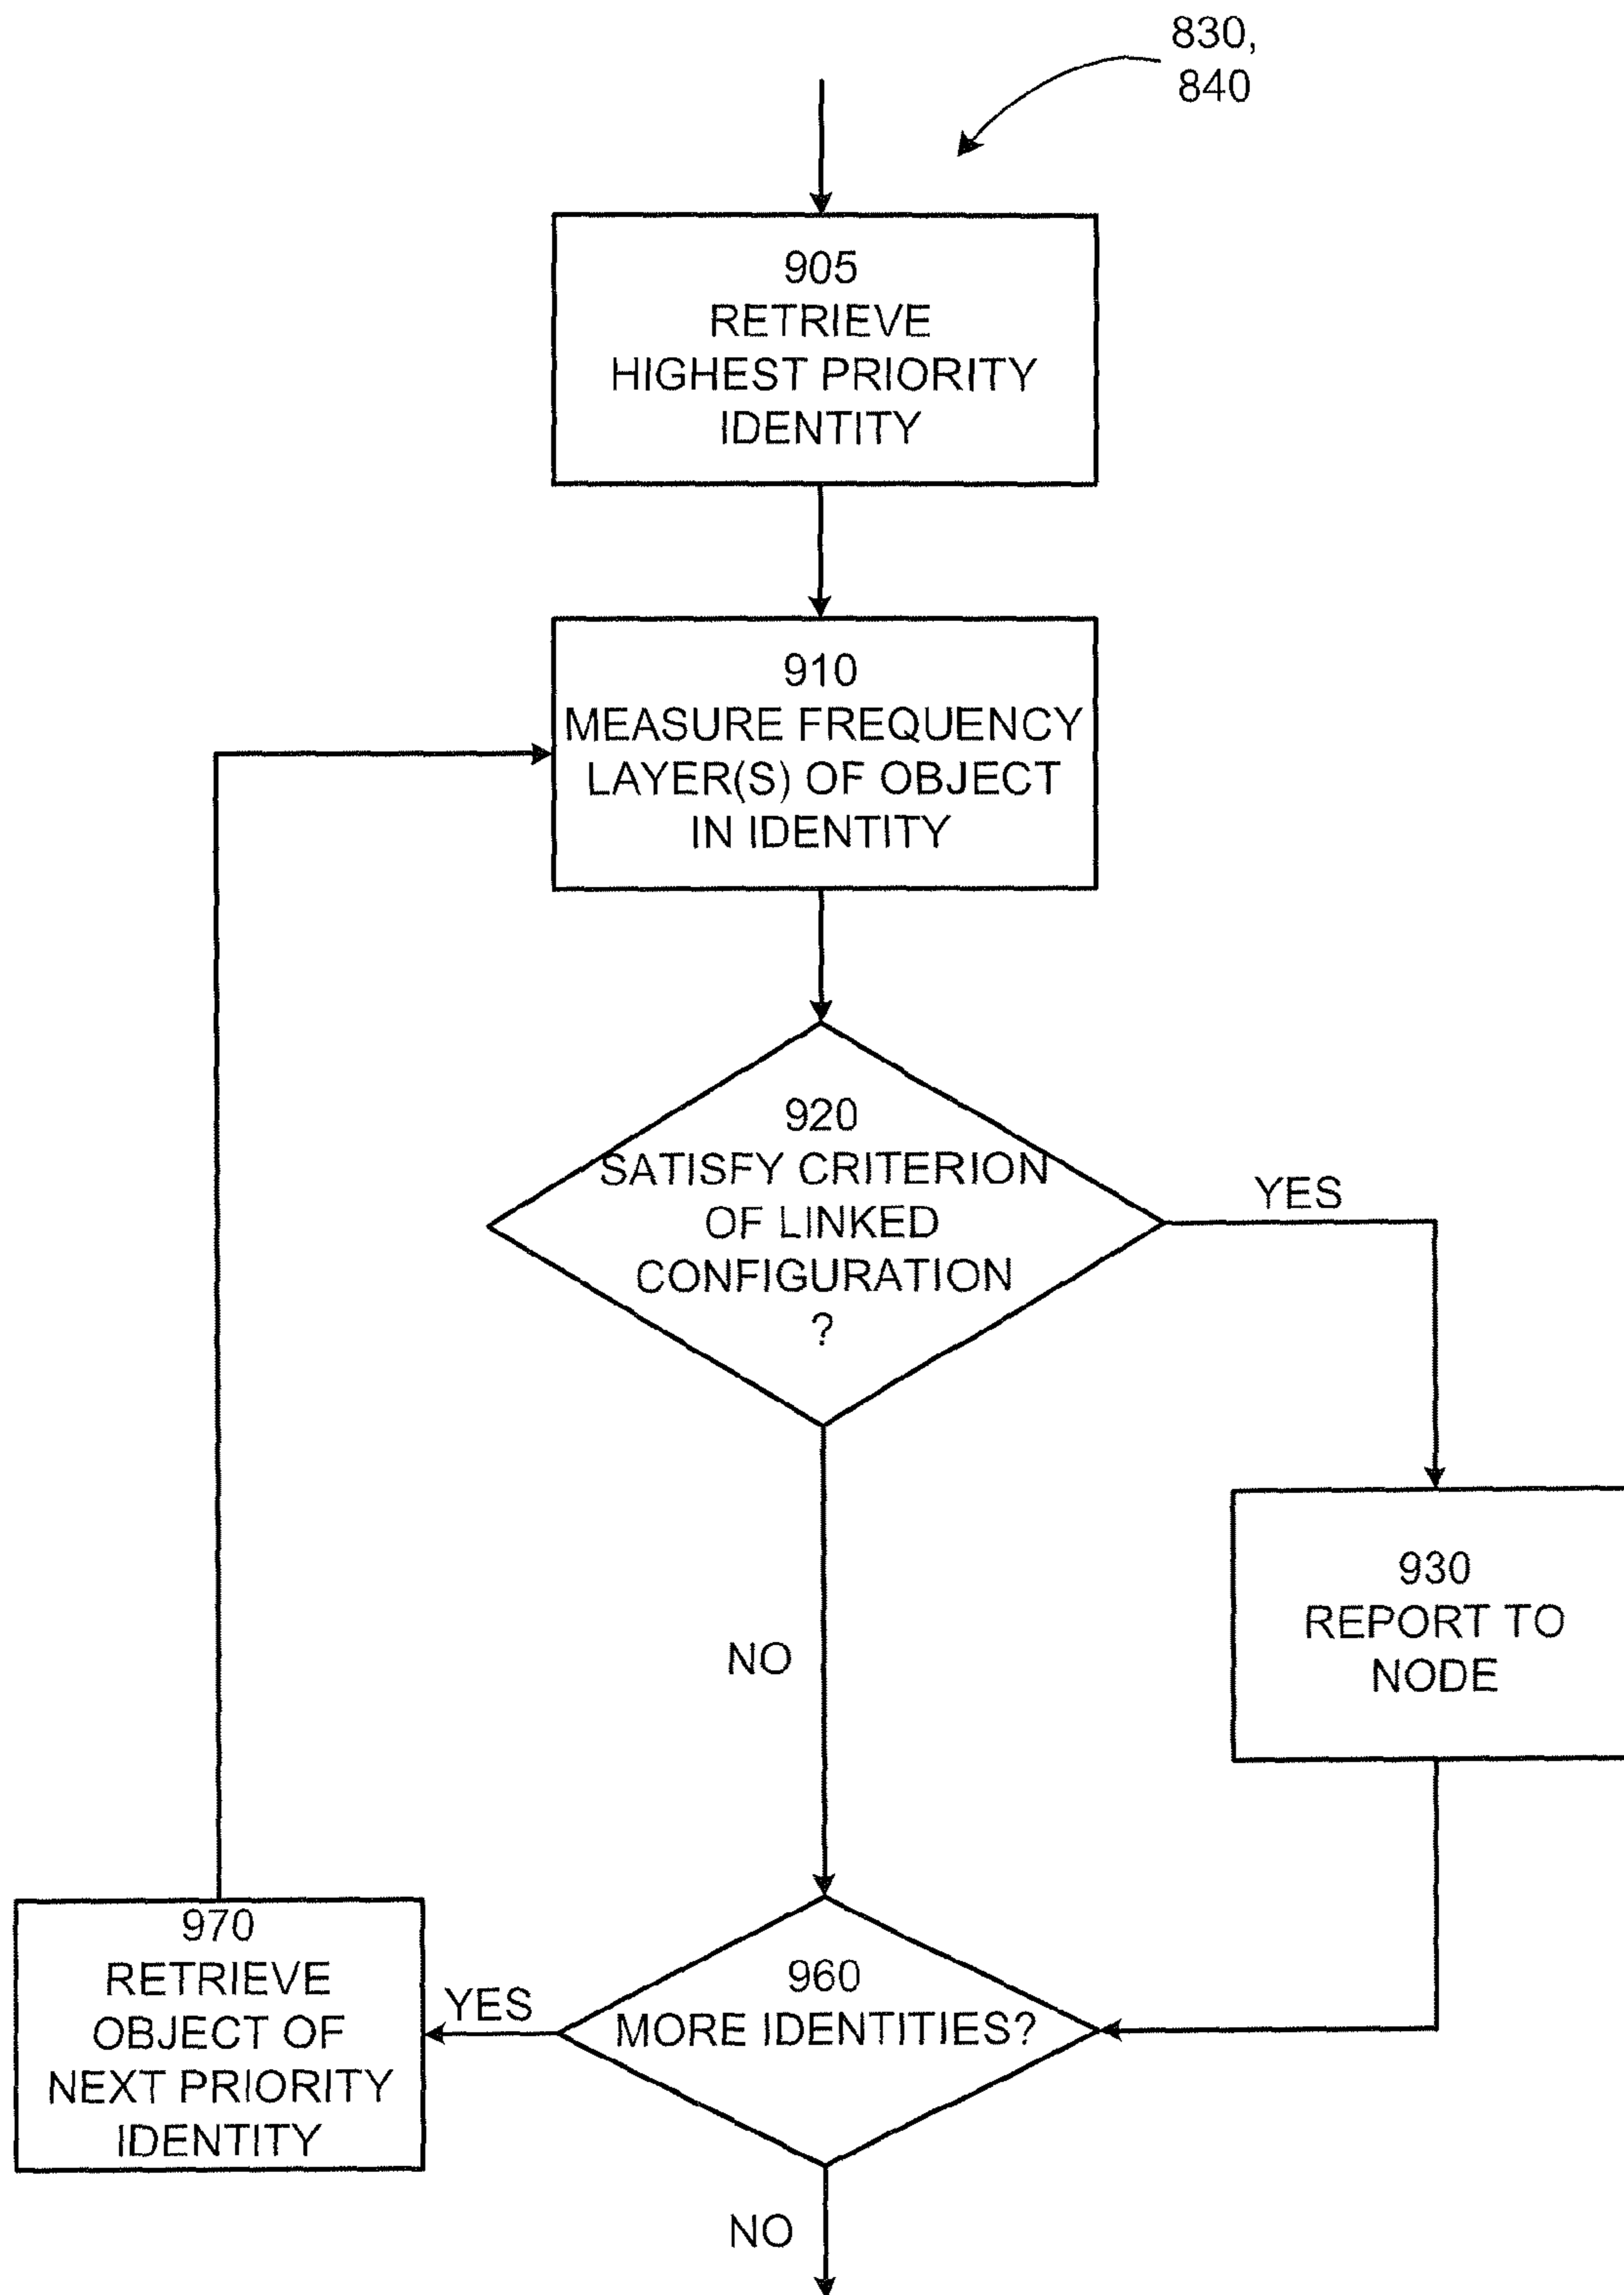 830,
840
905
RETRIEVE
HIGHEST PRIORITY
IDENTITY
910
MEASURE FREQUENCY
LAYER(S) OF OBJECT
IN IDENTITY
920
SATISFY CRITERION
OF LINKED
CONFIGURATION
?
YES
NO
930
REPORT TO
NODE
970
RETRIEVE
OBJECT OF
NEXT PRIORITY
IDENTITY
YES
960
MORE IDENTITIES?
NO